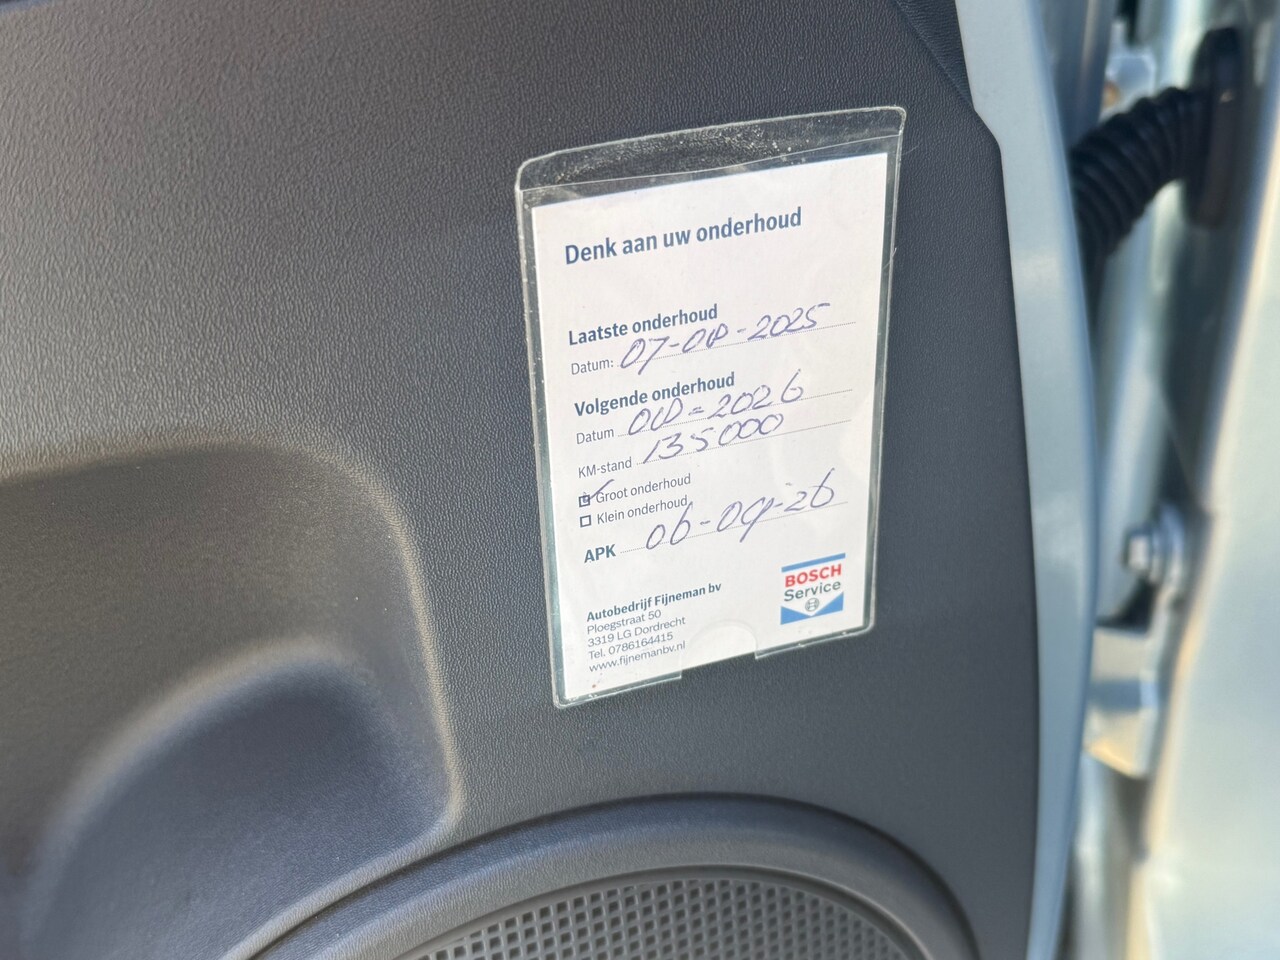 Denk aan uw onderhoud
Laatste onderhoud
Datum: 07-08-2025
Volgende onderhoud
Datum 08-2026
KM-stand 135000
Groot onderhoud
Klein onderhoud
APK 06-09-26
Autobedrijf Fijneman bv
Ploegstraat 50
3319 LG Dordrecht
Tel. 0786164415
www.fijnemanbv.nl
BOSCH
Service